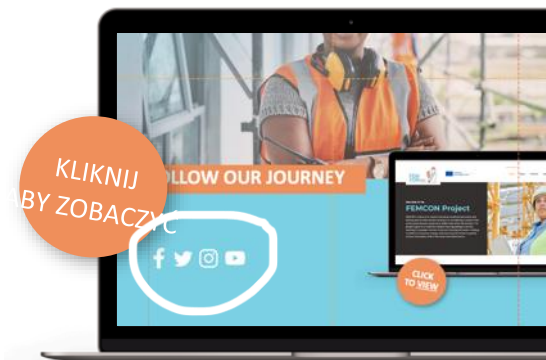 KLIKNIJ
ABY ZOBACZYĆ
FOLLOW OUR JOURNEY
FEMCON Project
CLICK
TO VIEW